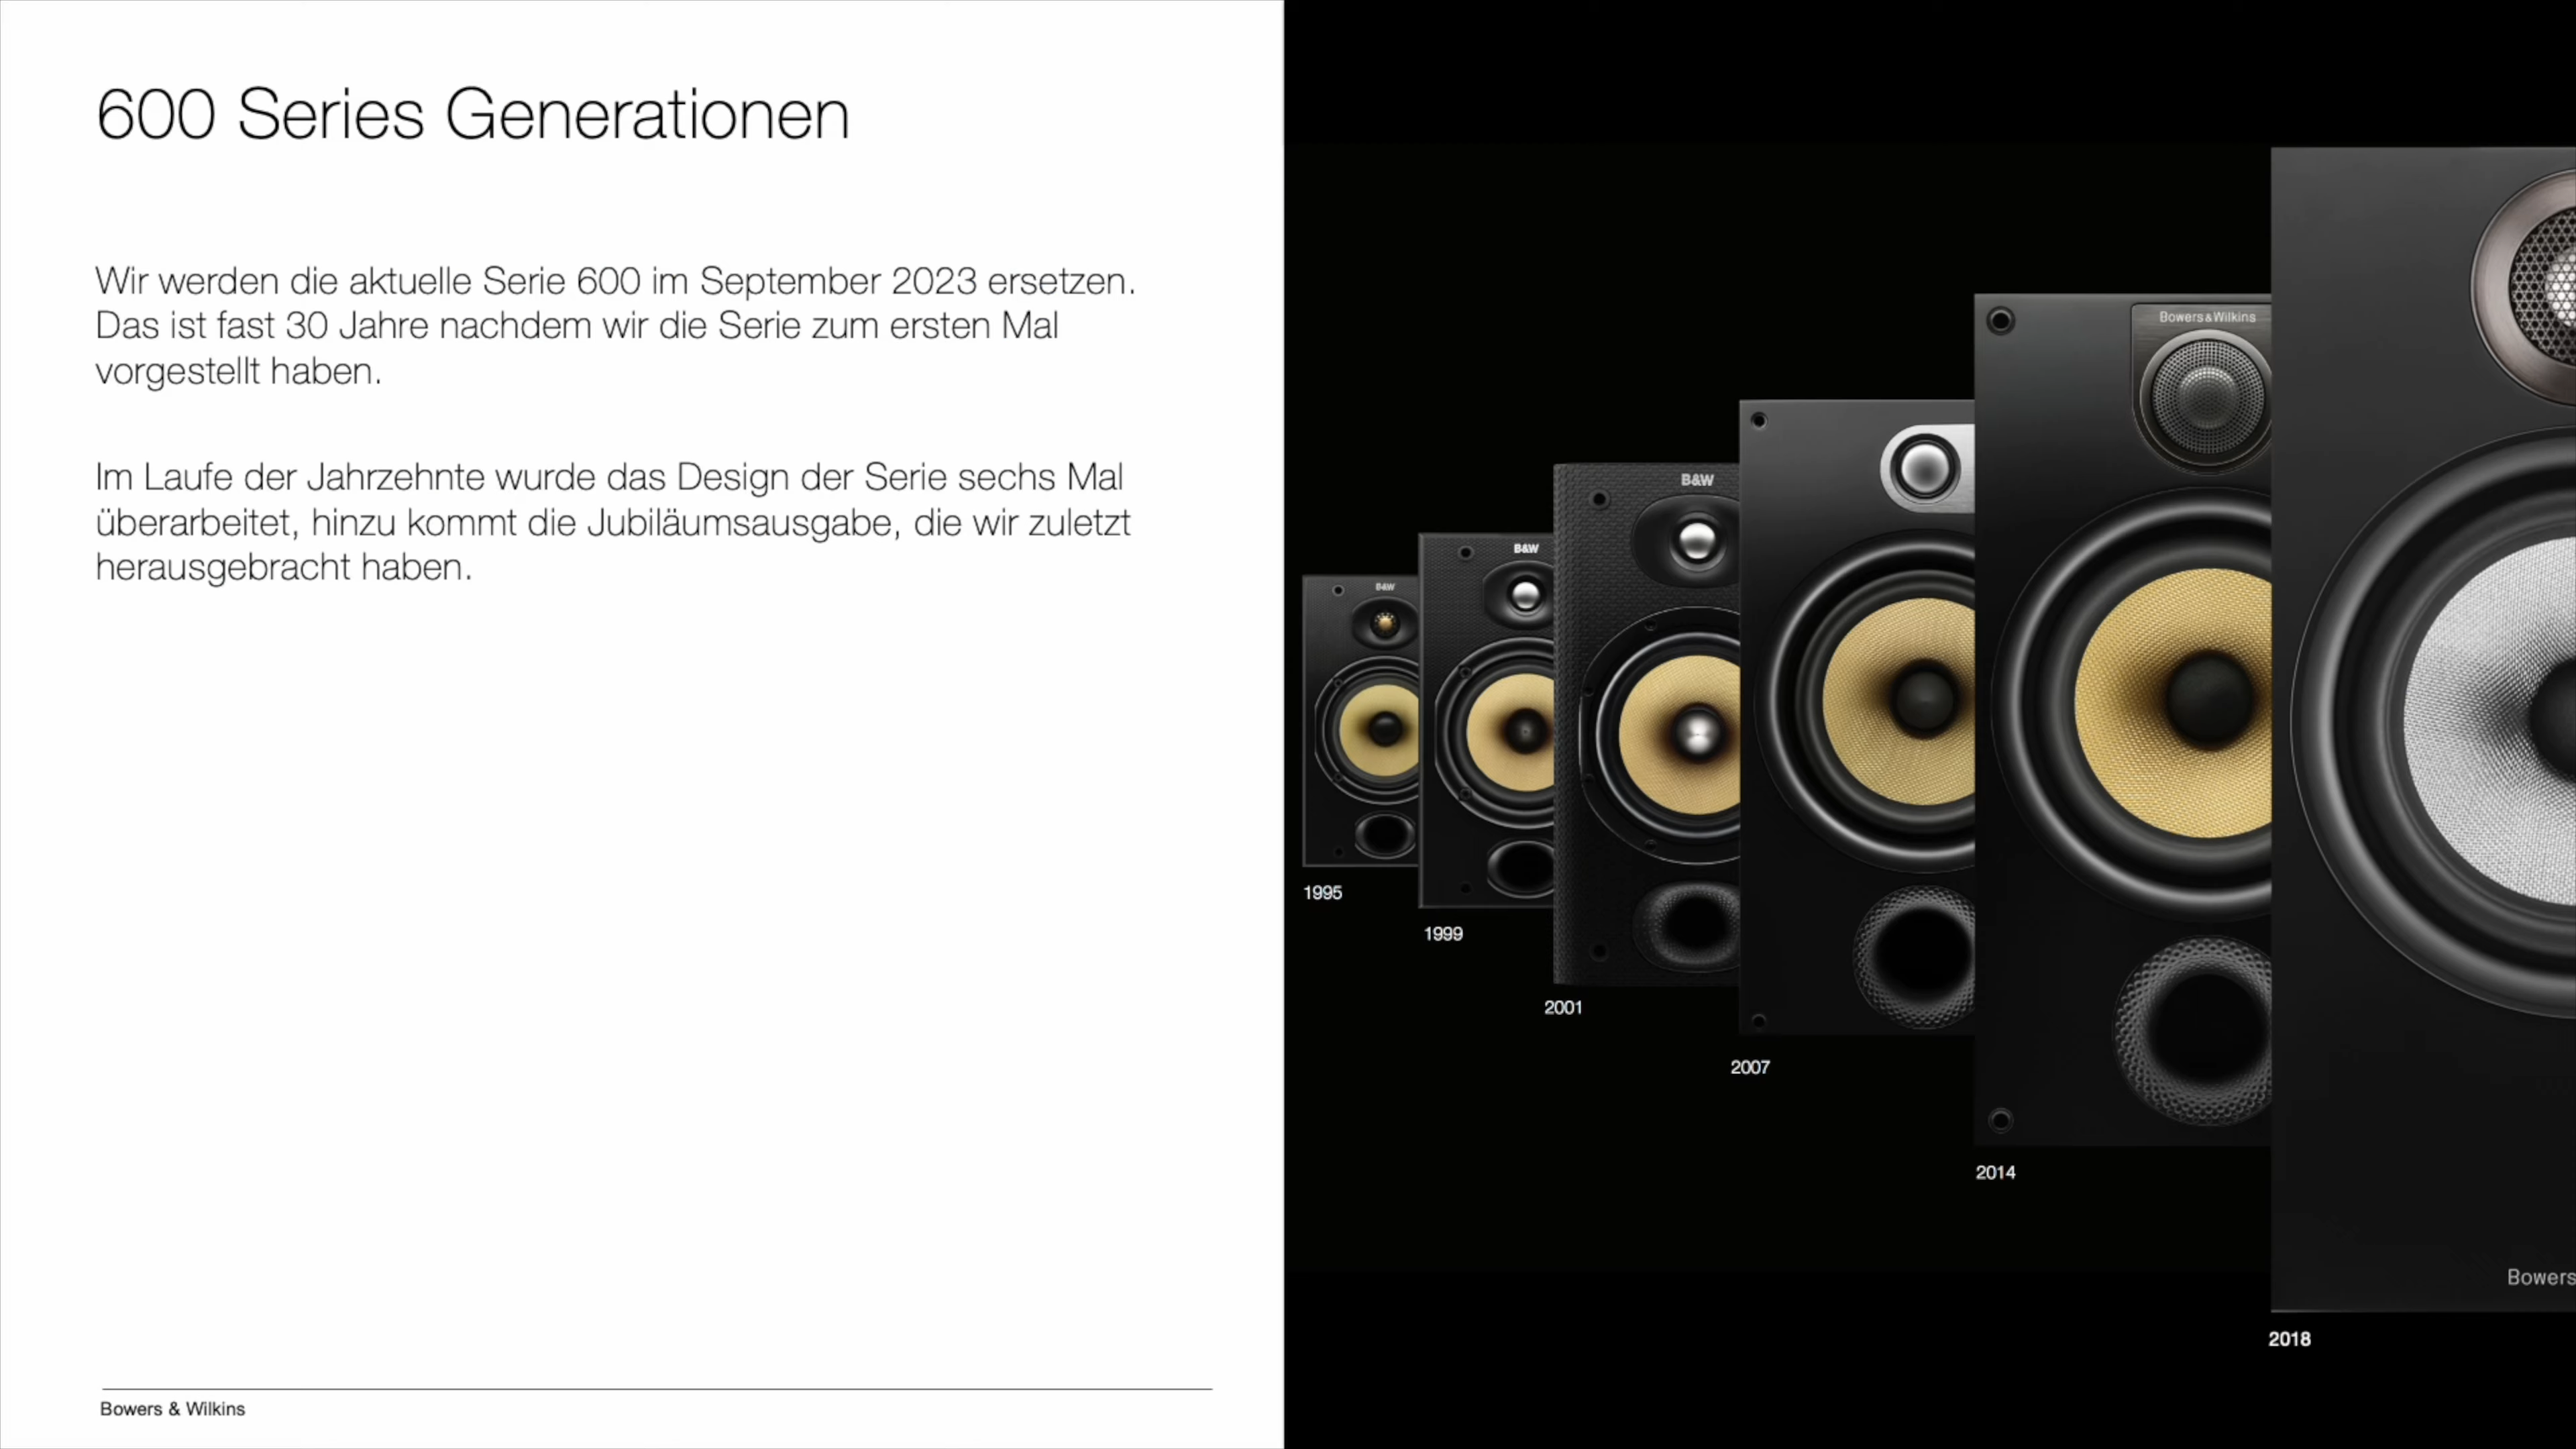 600 Series Generationen
Wir werden die aktuelle Serie 600 im September 2023 ersetzen.
Das ist fast 30 Jahre nachdem wir die Serie zum ersten Mal
vorgestellt haben.
Im Laufe der Jahrzehnte wurde das Design der Serie sechs Mal
überarbeitet, hinzu kommt die Jubiläumsausgabe, die wir zuletzt
herausgebracht haben.
Bowers & Wilkins
B&W
1995
B&W
1999
B&W
2001
2007
Bowers & Wilkins
2014
Bowers
2018